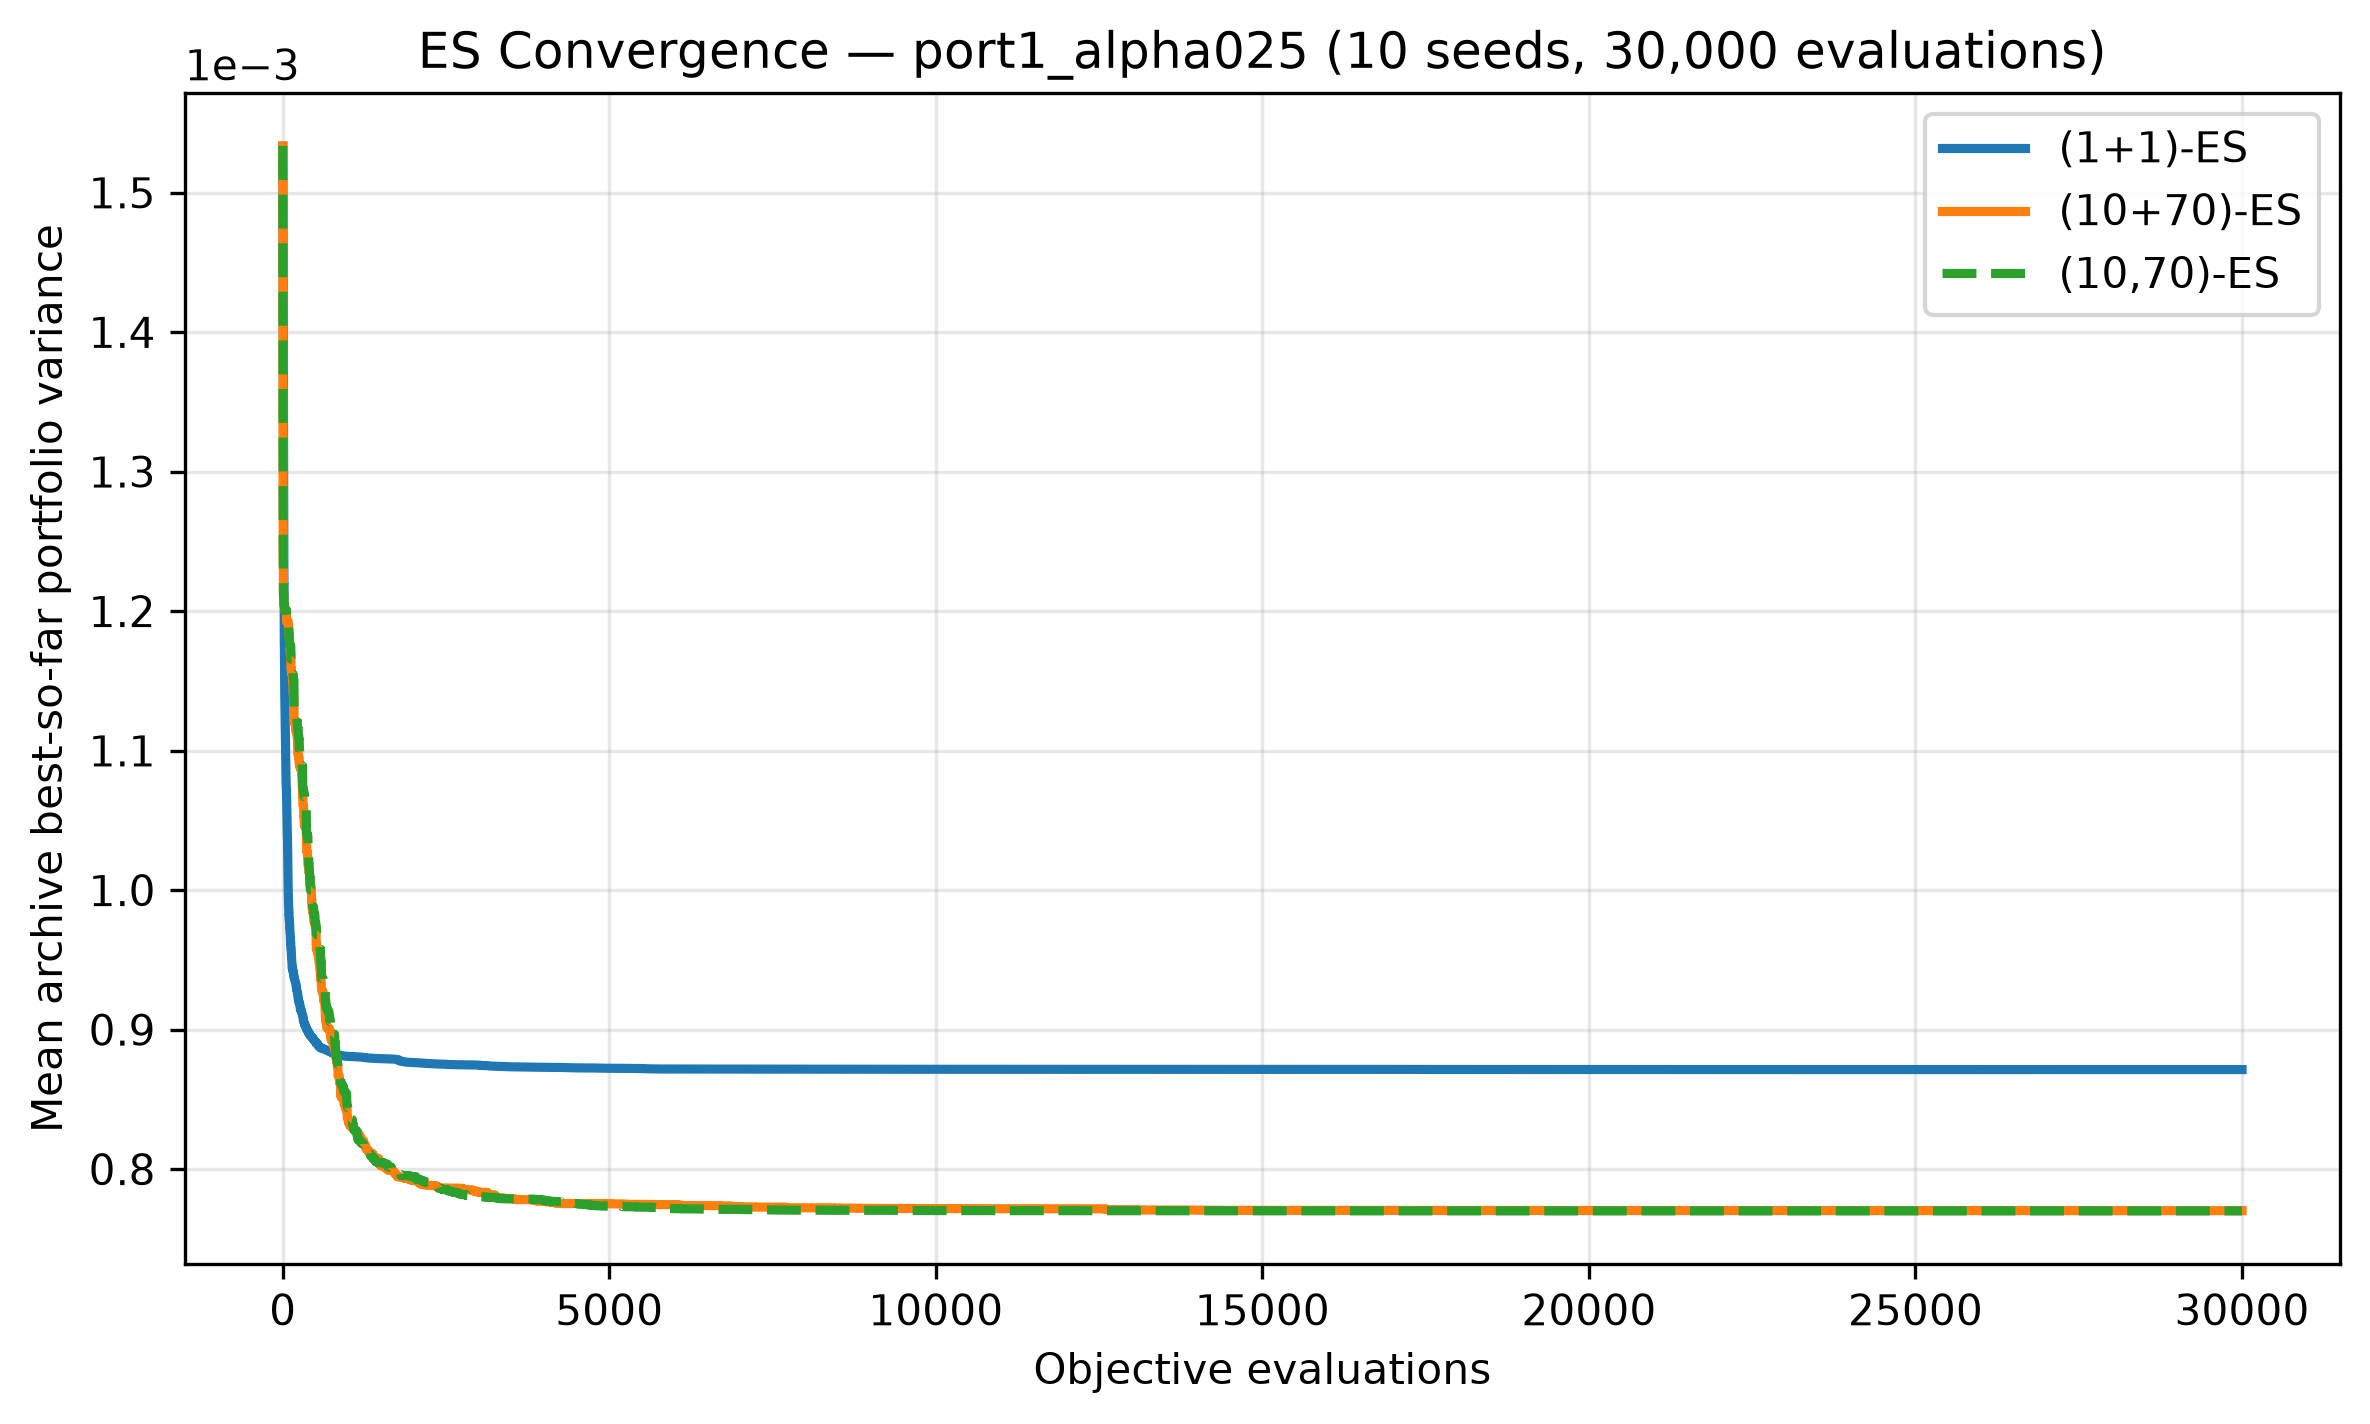 ES Convergence — port1_alpha025 (10 seeds, 30,000 evaluations)
1e−3
(1+1)-ES
(10+70)-ES
(10,70)-ES
Mean archive best-so-far portfolio variance
1.5
1.4
1.3
1.2
1.1
1.0
0.9
0.8
0 5000 10000 15000 20000 25000 30000
Objective evaluations